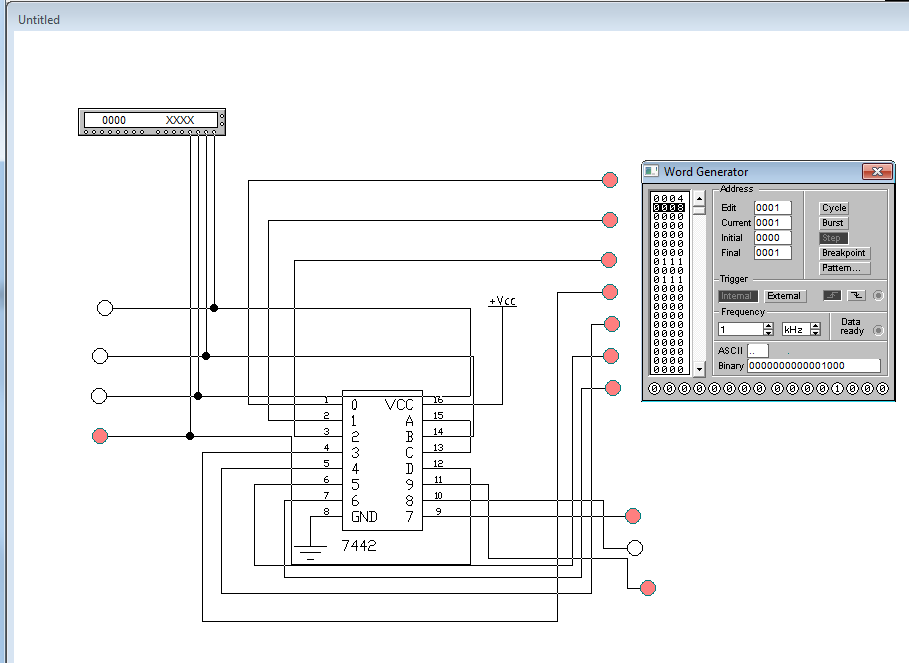 Untitled
0000 XXXX
Word Generator
0004
0008
0000
0000
0000
0000
0000
0111
0000
0111
0000
0000
0000
0000
0000
0000
0000
0000
0000
0000
Address
Edit 0001
Current 0001
Initial 0000
Final 0001
Cycle
Burst
Step
Breakpoint
Pattern...
Trigger
Internal External
Frequency
1 kHz
Data
ready
ASCII ..
Binary 0000000000001000
0 0 0 0 0 0 0 0 0 0 0 0 1 0 0 0
+Vcc
1 0 VCC 16
2 1 A 15
3 2 B 14
4 3 C 13
5 4 D 12
6 5 9 11
7 6 8 10
8 GND 7 9
7442